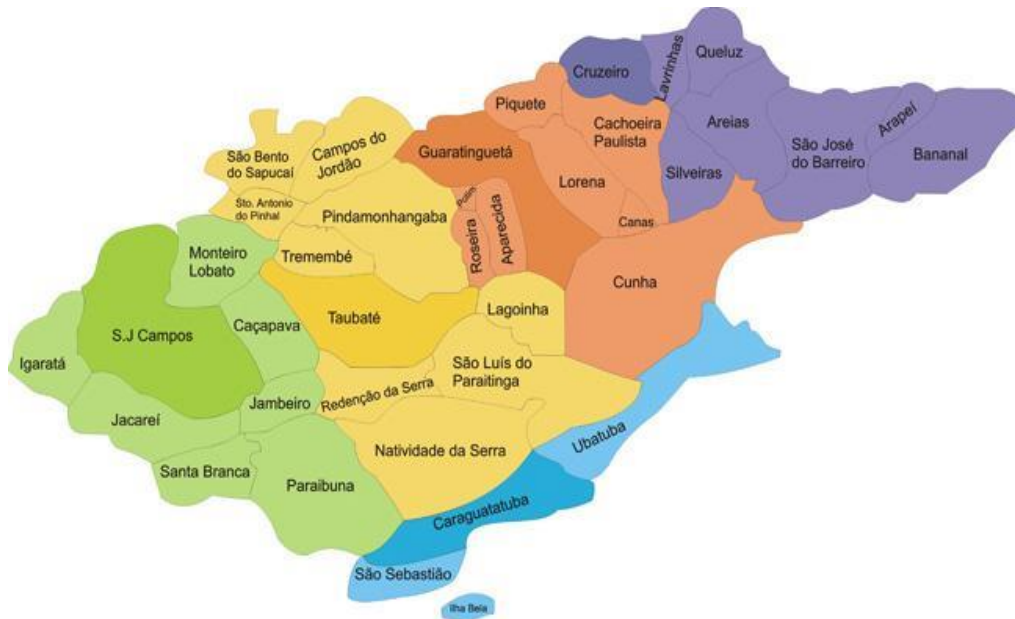 Queluz
Lavrinhas
Cruzeiro
Piquete
Cachoeira
Paulista
Areias
Arapeí
São José
do Barreiro
Bananal
Campos do
Jordão
São Bento
do Sapucaí
Guaratinguetá
Lorena
Silveiras
Sto. Antonio
do Pinhal
Pindamonhangaba
Potim
Roseira
Aparecida
Canas
Monteiro
Lobato
Tremembé
Cunha
Lagoinha
Taubaté
Caçapava
S.J Campos
Igaratá
São Luís do
Paraitinga
Redenção da Serra
Jambeiro
Jacareí
Ubatuba
Natividade da Serra
Santa Branca
Paraibuna
Caraguatatuba
São Sebastião
Ilha Bela